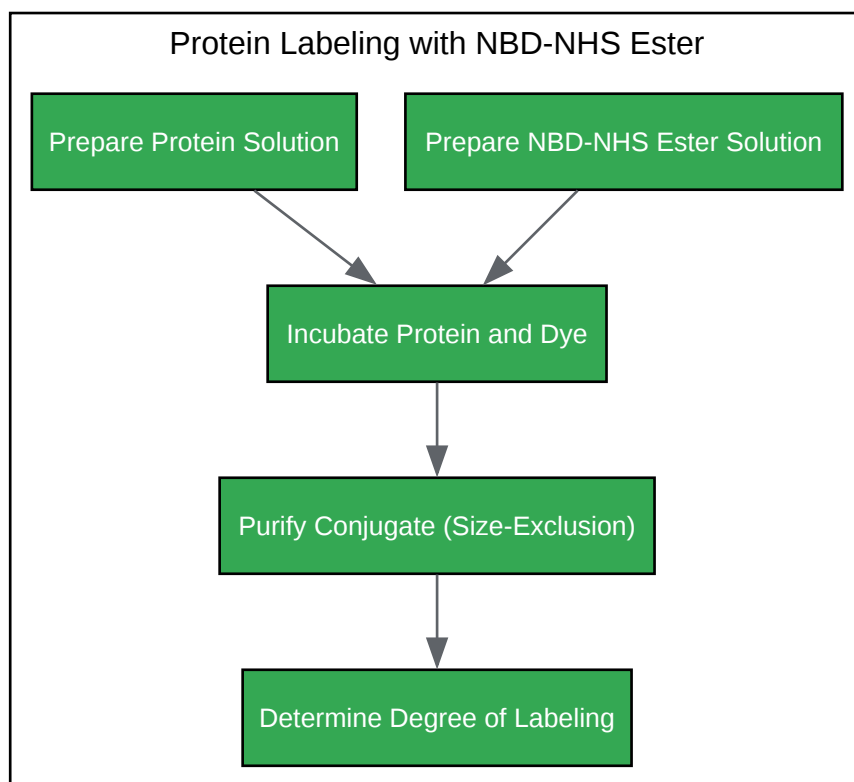 Protein Labeling with NBD-NHS Ester
Prepare Protein Solution
Prepare NBD-NHS Ester Solution
Incubate Protein and Dye
Purify Conjugate (Size-Exclusion)
Determine Degree of Labeling